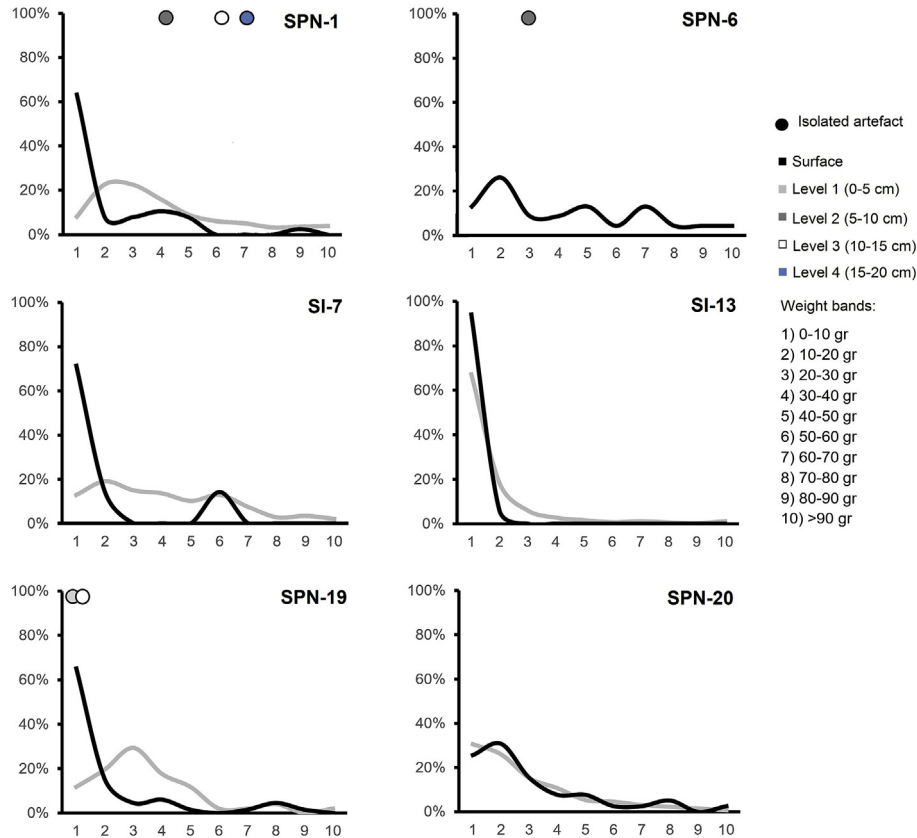 SPN-1
100%
80%
60%
40%
20%
0%
1 2 3 4 5 6 7 8 9 10
SPN-6
100%
80%
60%
40%
20%
0%
1 2 3 4 5 6 7 8 9 10
Isolated artefact
Surface
Level 1 (0-5 cm)
Level 2 (5-10 cm)
Level 3 (10-15 cm)
Level 4 (15-20 cm)
Weight bands:
1) 0-10 gr
2) 10-20 gr
3) 20-30 gr
4) 30-40 gr
5) 40-50 gr
6) 50-60 gr
7) 60-70 gr
8) 70-80 gr
9) 80-90 gr
10) >90 gr
SI-7
100%
80%
60%
40%
20%
0%
1 2 3 4 5 6 7 8 9 10
SI-13
100%
80%
60%
40%
20%
0%
1 2 3 4 5 6 7 8 9 10
SPN-19
100%
80%
60%
40%
20%
0%
1 2 3 4 5 6 7 8 9 10
SPN-20
100%
80%
60%
40%
20%
0%
1 2 3 4 5 6 7 8 9 10